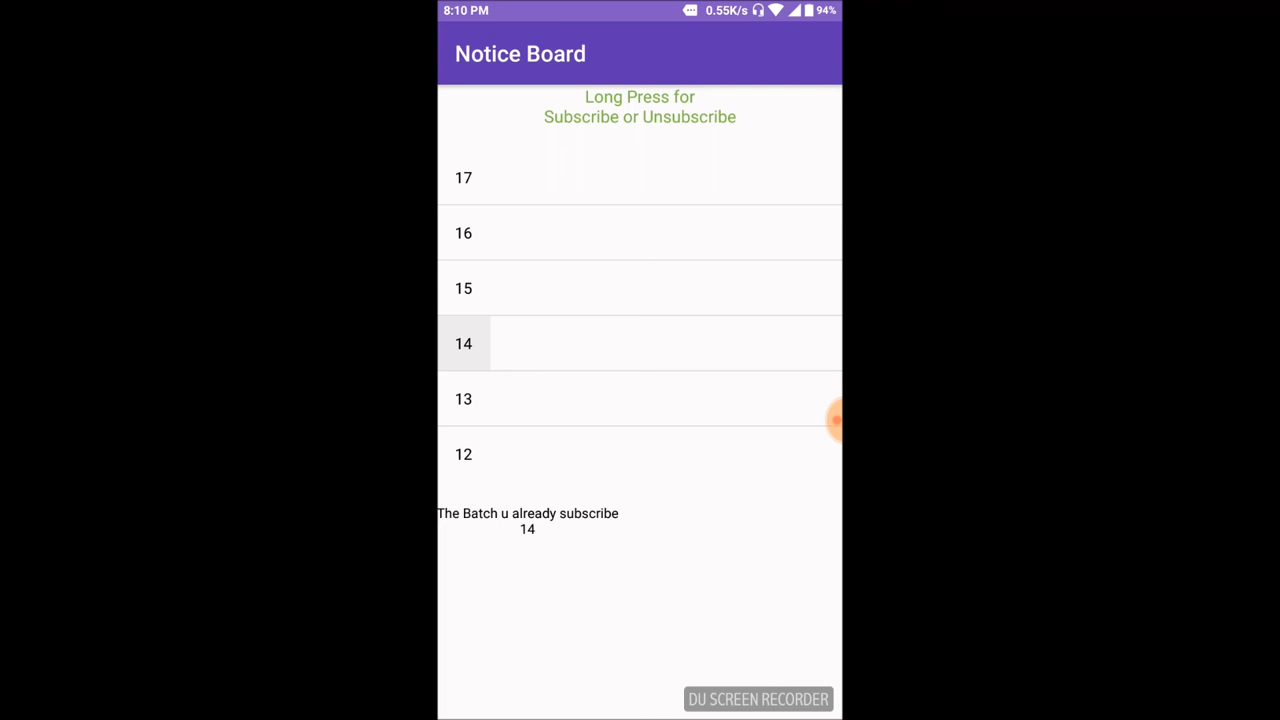 8:10 PM 0.55K/s 94%
Notice Board
Long Press for
Subscribe or Unsubscribe
17
16
15
14
13
12
The Batch u already subscribe
14
DU SCREEN RECORDER